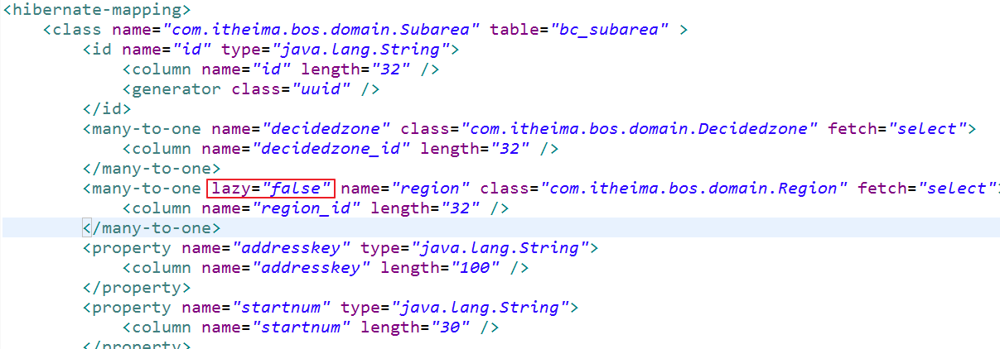 <hibernate-mapping>
<class name="com.itheima.bos.domain.Subarea" table="bc_subarea" >
<id name="id" type="java.lang.String">
<column name="id" length="32" />
<generator class="uuid" />
</id>
<many-to-one name="decidedzone" class="com.itheima.bos.domain.Decidedzone" fetch="select">
<column name="decidedzone_id" length="32" />
</many-to-one>
<many-to-one lazy="false" name="region" class="com.itheima.bos.domain.Region" fetch="select">
<column name="region_id" length="32" />
</many-to-one>
<property name="addresskey" type="java.lang.String">
<column name="addresskey" length="100" />
</property>
<property name="startnum" type="java.lang.String">
<column name="startnum" length="30" />
</property>